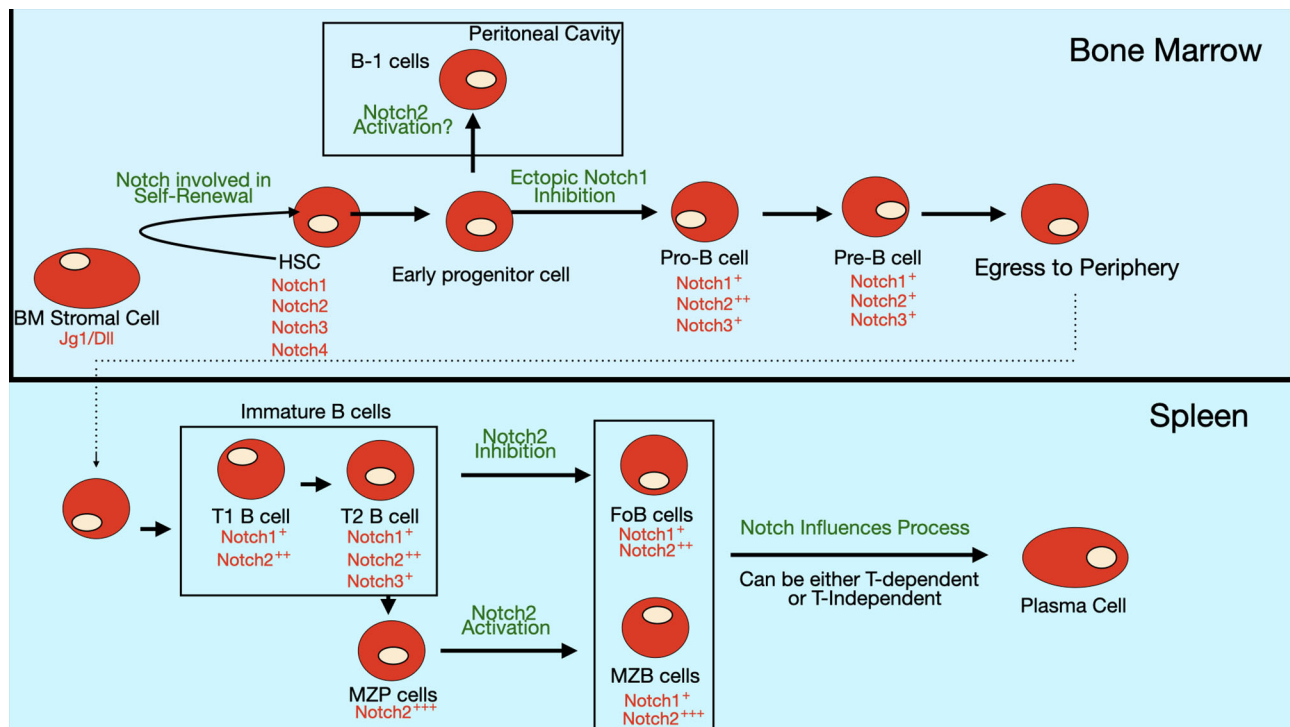 Peritoneal Cavity
B-1 cells
Bone Marrow
Notch2
Activation?
Notch involved in
Self-Renewal
Ectopic Notch1
Inhibition
HSC
Notch1
Notch2
Notch3
Notch4
Early progenitor cell
Pro-B cell
Notch1⁺
Notch2⁺⁺
Notch3⁺
Pre-B cell
Notch1⁺
Notch2⁺
Notch3⁺
Egress to Periphery
BM Stromal Cell
Jg1/Dll
Spleen
Immature B cells
T1 B cell
Notch1⁺
Notch2⁺⁺
T2 B cell
Notch1⁺
Notch2⁺⁺
Notch3⁺
Notch2
Inhibition
FoB cells
Notch1⁺
Notch2⁺⁺
Notch Influences Process
Can be either T-dependent
or T-Independent
Plasma Cell
MZP cells
Notch2⁺⁺⁺
Notch2
Activation
MZB cells
Notch1⁺
Notch2⁺⁺⁺